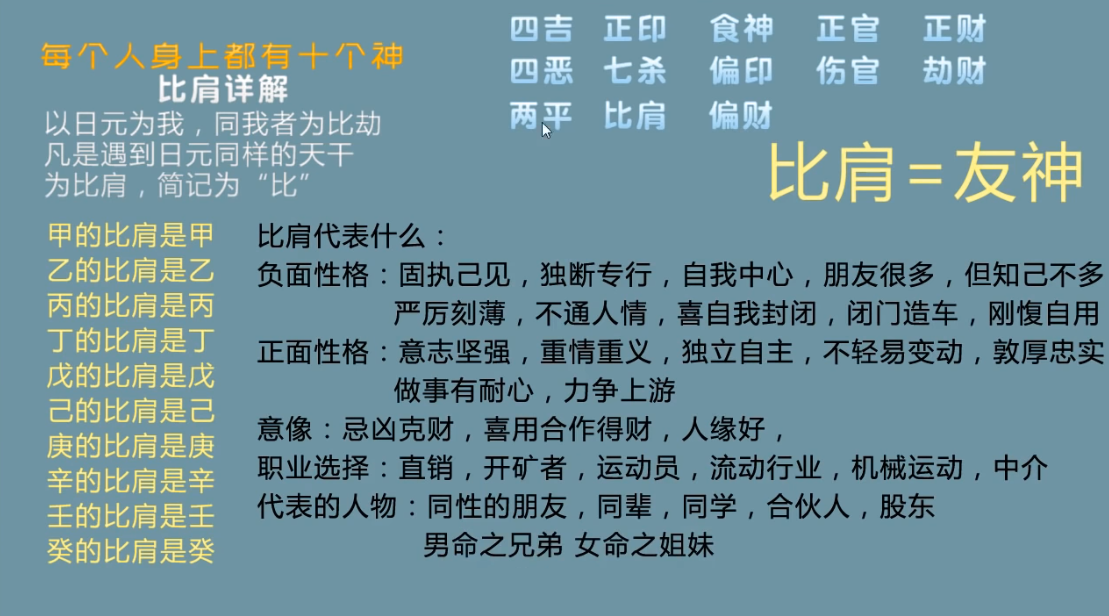 每个人身上都有十个神
比肩详解
以日元为我，同我者为比劫
凡是遇到日元同样的天干
为比肩，简记为“比”
四吉 正印 食神 正官 正财
四恶 七杀 偏印 伤官 劫财
两平 比肩 偏财
比肩=友神
甲的比肩是甲
乙的比肩是乙
丙的比肩是丙
丁的比肩是丁
戊的比肩是戊
己的比肩是己
庚的比肩是庚
辛的比肩是辛
壬的比肩是壬
癸的比肩是癸
比肩代表什么：
负面性格：固执己见，独断专行，自我中心，朋友很多，但知己不多
严厉刻薄，不通人情，喜自我封闭，闭门造车，刚愎自用
正面性格：意志坚强，重情重义，独立自主，不轻易变动，敦厚忠实
做事有耐心，力争上游
意像：忌凶克财，喜用合作得财，人缘好，
职业选择：直销，开矿者，运动员，流动行业，机械运动，中介
代表的人物：同性的朋友，同辈，同学，合伙人，股东
男命之兄弟 女命之姐妹